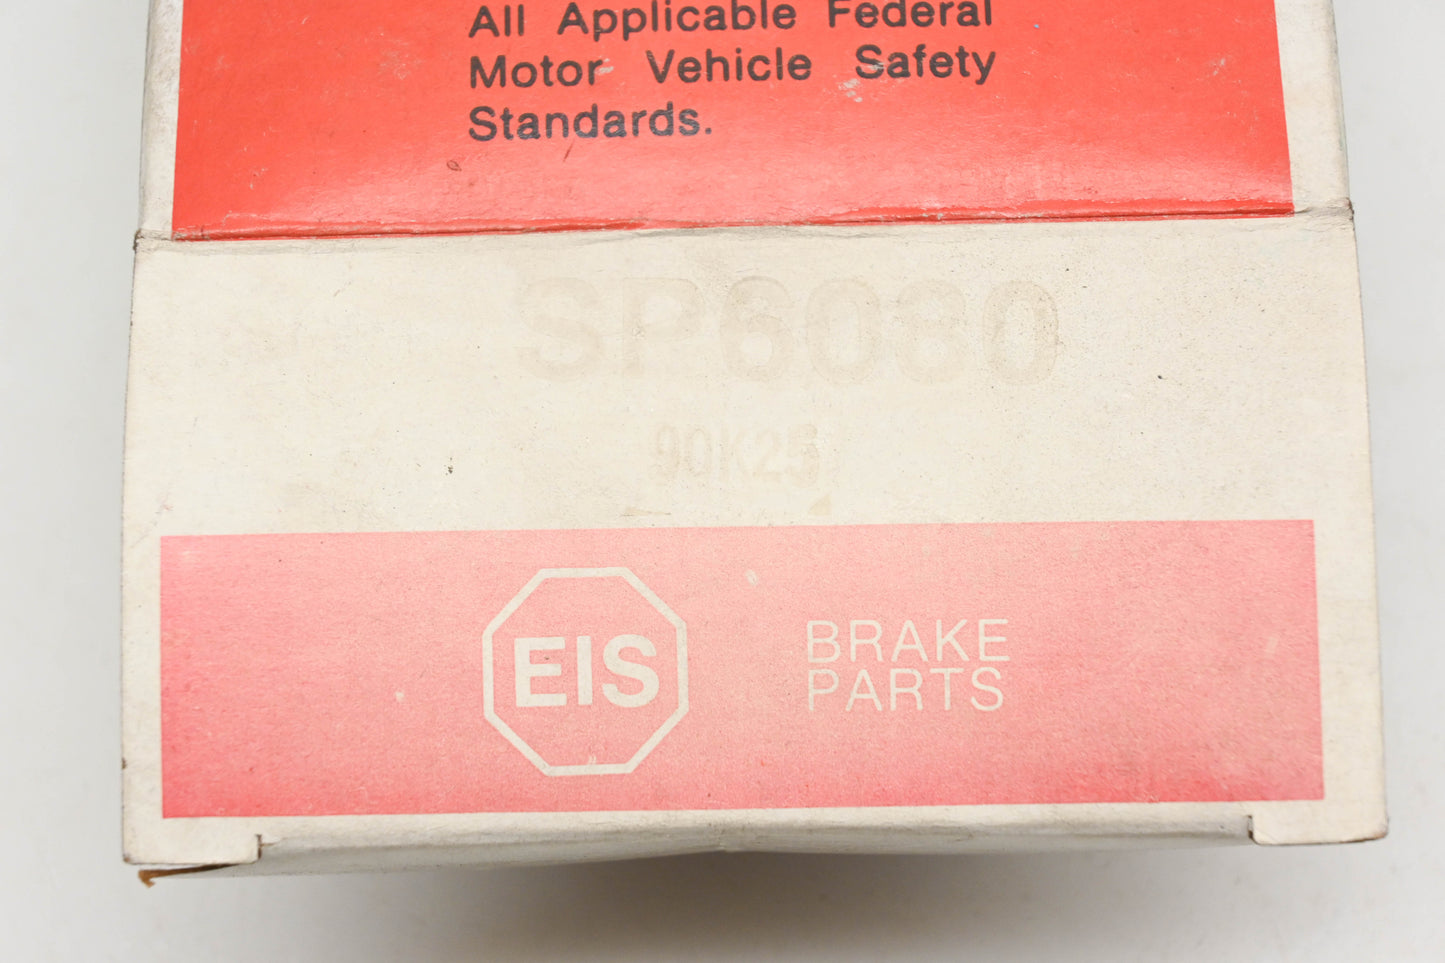 All Applicable Federal
Motor Vehicle Safety
Standards.
SP6080
90K25
EIS
BRAKE
PARTS